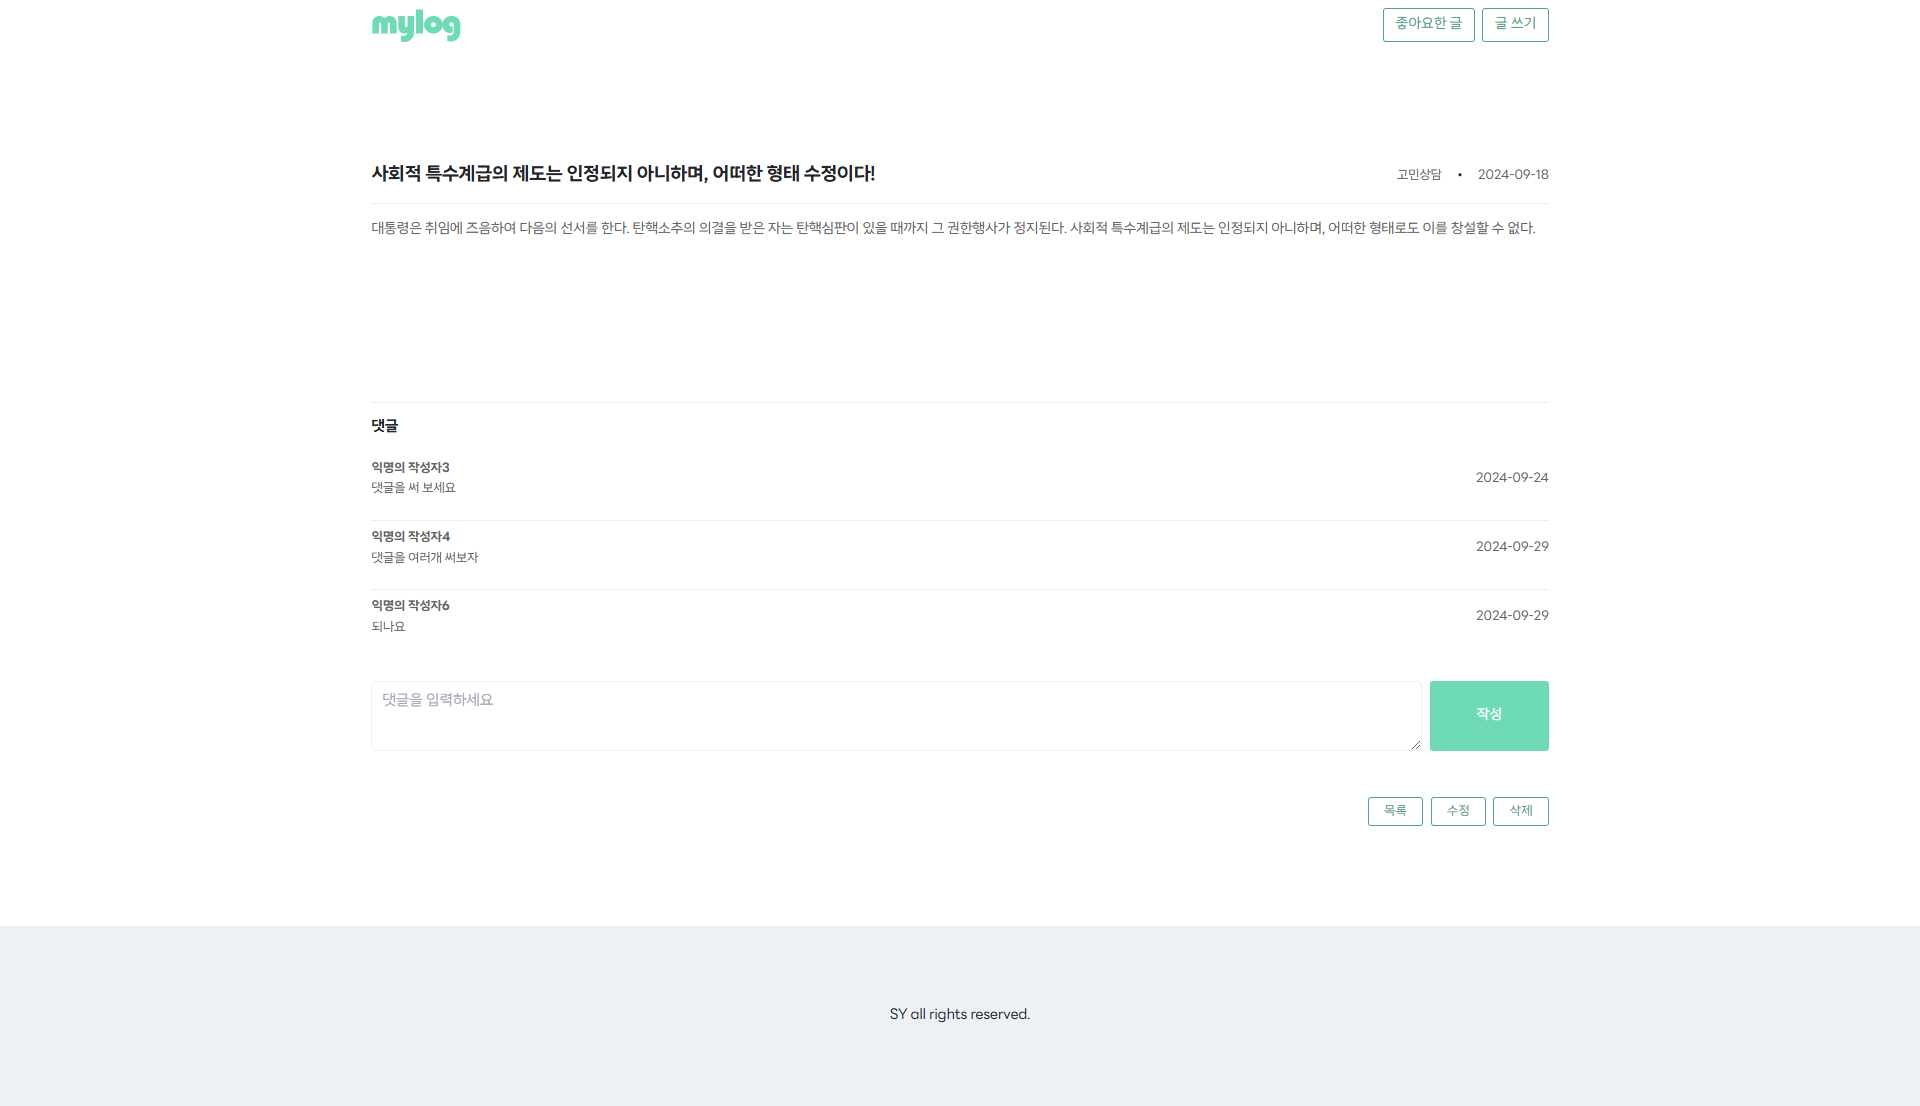 mylog
좋아요한 글
글 쓰기
사회적 특수계급의 제도는 인정되지 아니하며, 어떠한 형태 수정이다!
고민상담 • 2024-09-18
대통령은 취임에 즈음하여 다음의 선서를 한다. 탄핵소추의 의결을 받은 자는 탄핵심판이 있을 때까지 그 권한행사가 정지된다. 사회적 특수계급의 제도는 인정되지 아니하며, 어떠한 형태로도 이를 창설할 수 없다.
댓글
익명의 작성자3
댓글을 써 보세요
2024-09-24
익명의 작성자4
댓글을 여러개 써보자
2024-09-29
익명의 작성자6
되나요
2024-09-29
댓글을 입력하세요
작성
목록
수정
삭제
SY all rights reserved.